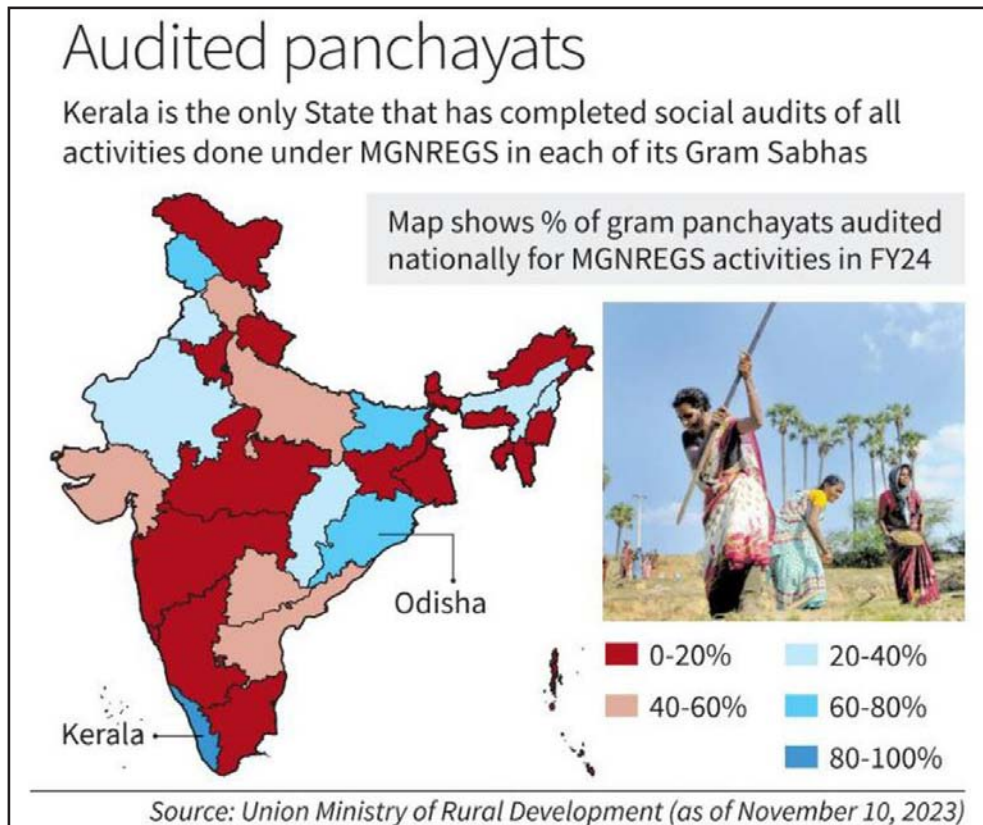 Audited panchayats
Kerala is the only State that has completed social audits of all
activities done under MGNREGS in each of its Gram Sabhas
Map shows % of gram panchayats audited
nationally for MGNREGS activities in FY24
Odisha
Kerala
0-20%
20-40%
40-60%
60-80%
80-100%
Source: Union Ministry of Rural Development (as of November 10, 2023)